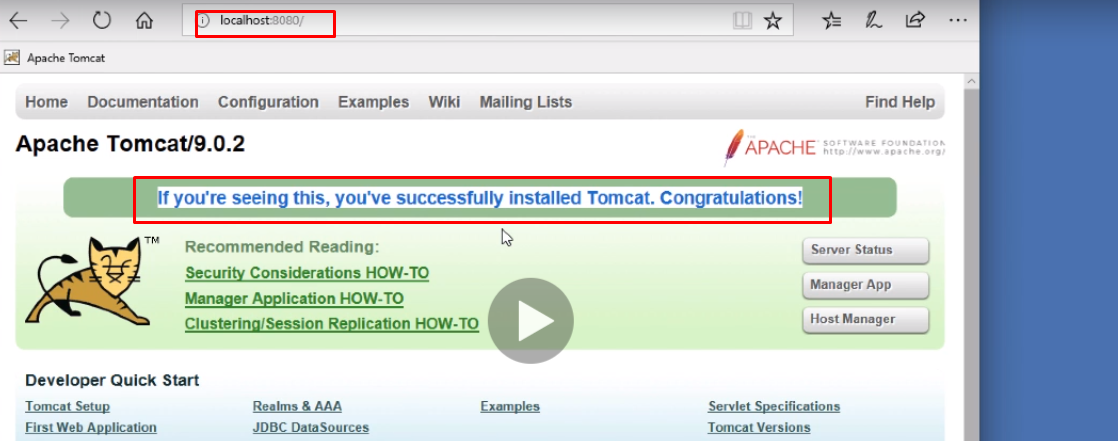 localhost:8080/
Apache Tomcat
Home Documentation Configuration Examples Wiki Mailing Lists Find Help
Apache Tomcat/9.0.2
THE APACHE SOFTWARE FOUNDATION
http://www.apache.org/
If you're seeing this, you've successfully installed Tomcat. Congratulations!
TM
Recommended Reading:
Security Considerations HOW-TO
Manager Application HOW-TO
Clustering/Session Replication HOW-TO
Server Status
Manager App
Host Manager
Developer Quick Start
Tomcat Setup Realms & AAA Examples Servlet Specifications
First Web Application JDBC DataSources Tomcat Versions